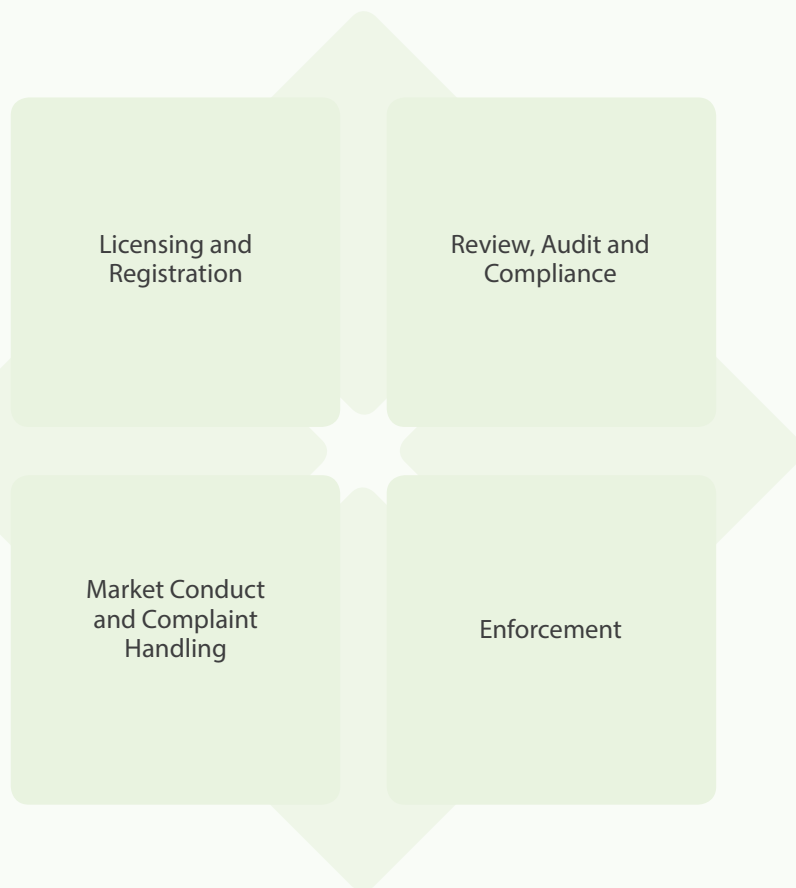 Licensing and
Registration
Review, Audit and
Compliance
Market Conduct
and Complaint
Handling
Enforcement